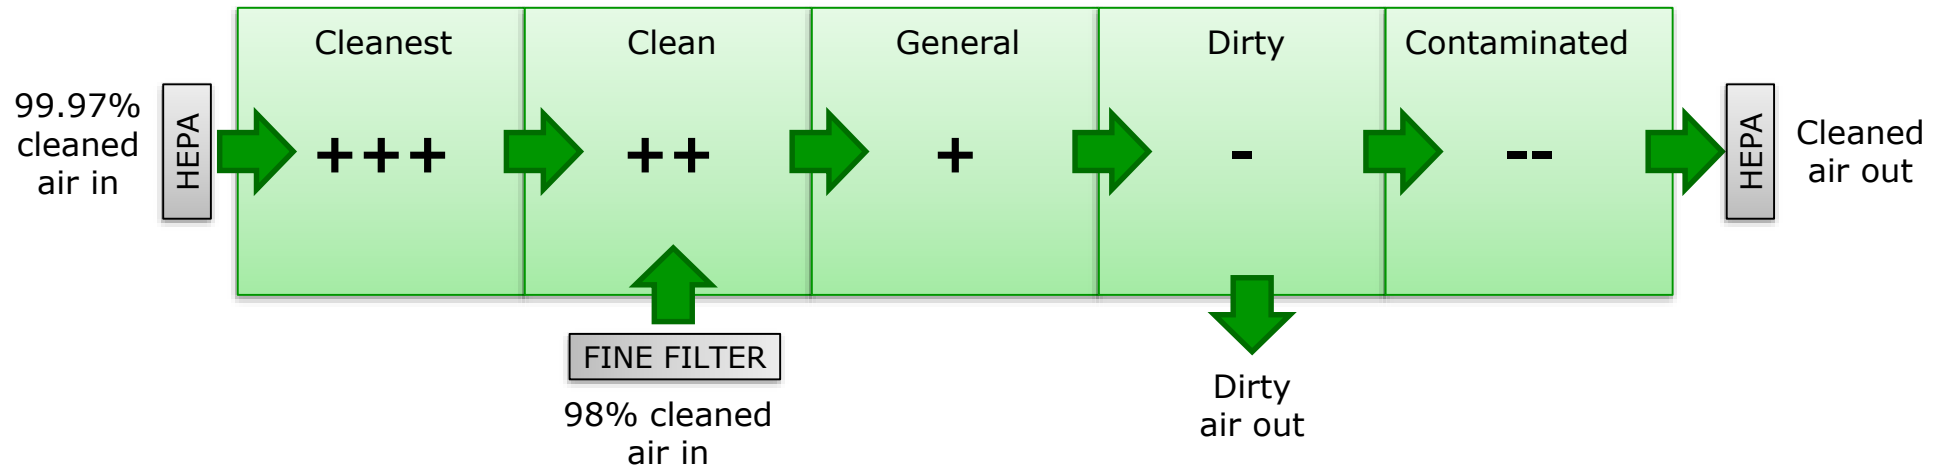 Cleanest
Clean
General
Dirty
Contaminated
99.97%
cleaned
air in
HEPA
+++
++
+
-
--
HEPA
Cleaned
air out
FINE FILTER
98% cleaned
air in
Dirty
air out